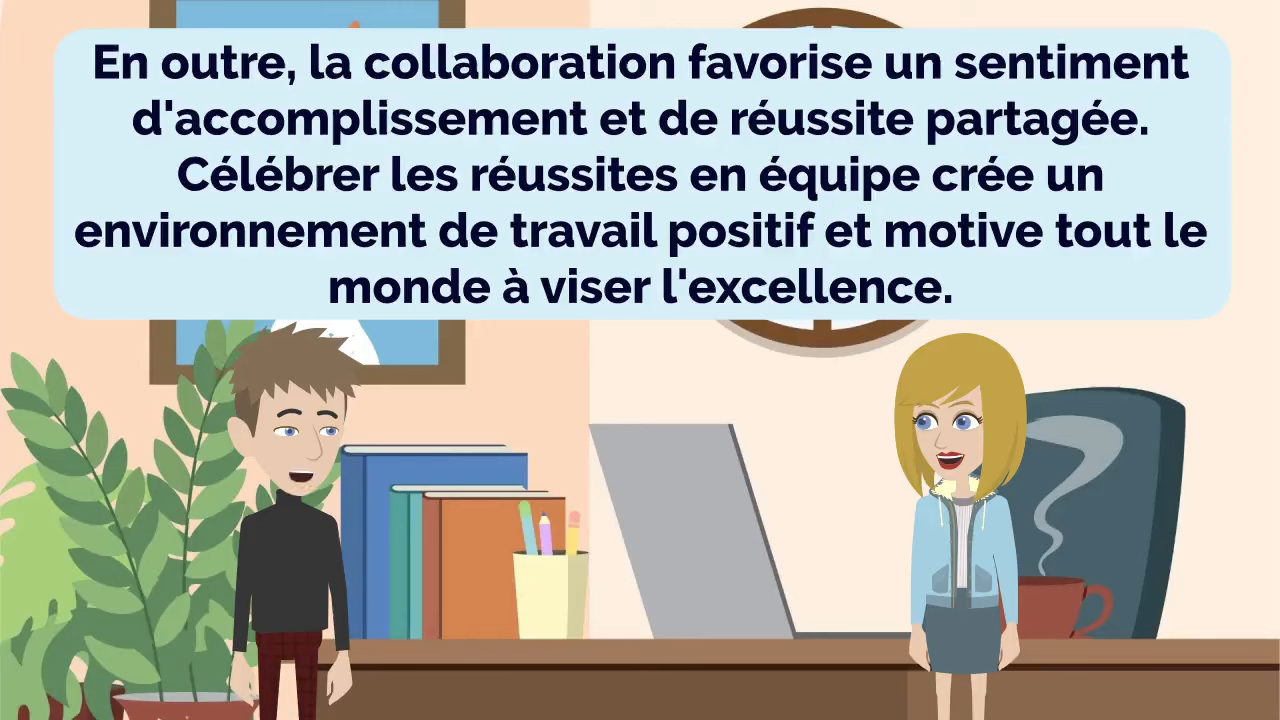 En outre, la collaboration favorise un sentiment
d'accomplissement et de réussite partagée.
Célébrer les réussites en équipe crée un
environnement de travail positif et motive tout le
monde à viser l'excellence.